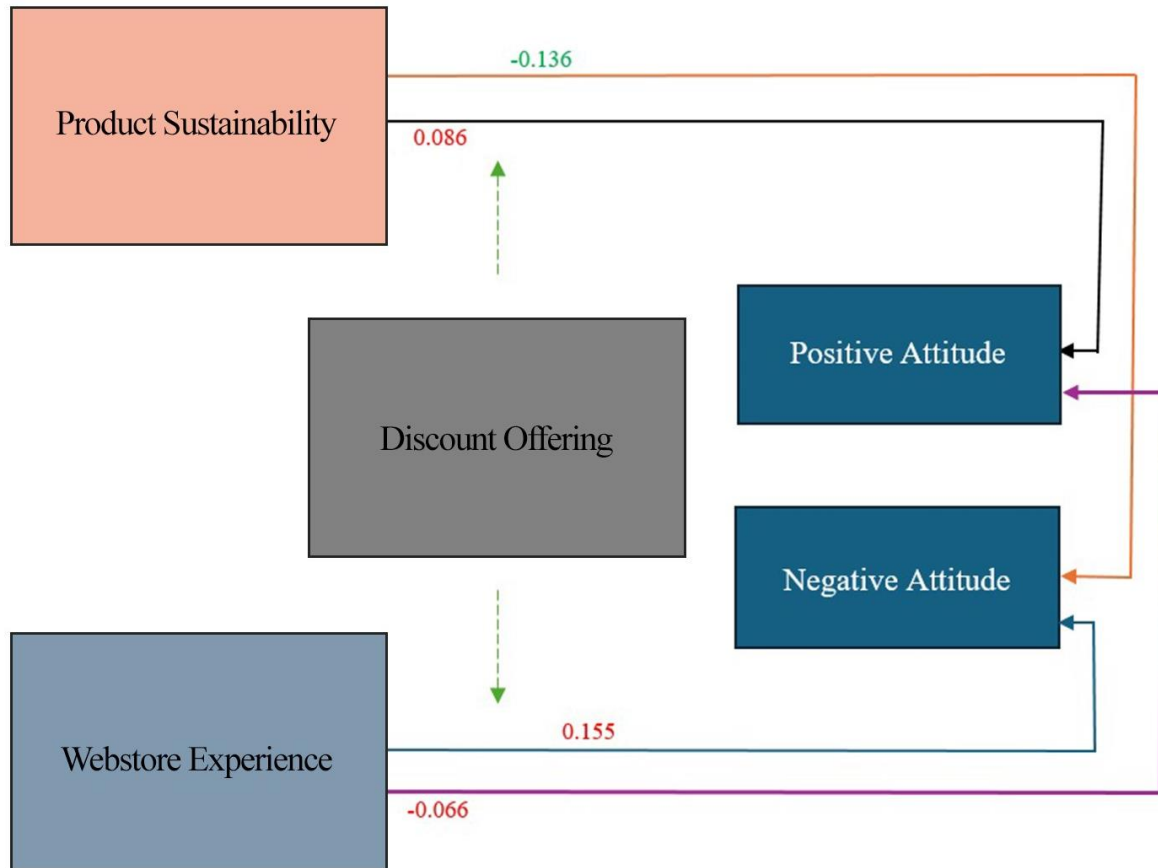 -0.136
Product Sustainability
0.086
Positive Attitude
Discount Offering
Negative Attitude
0.155
Webstore Experience
-0.066